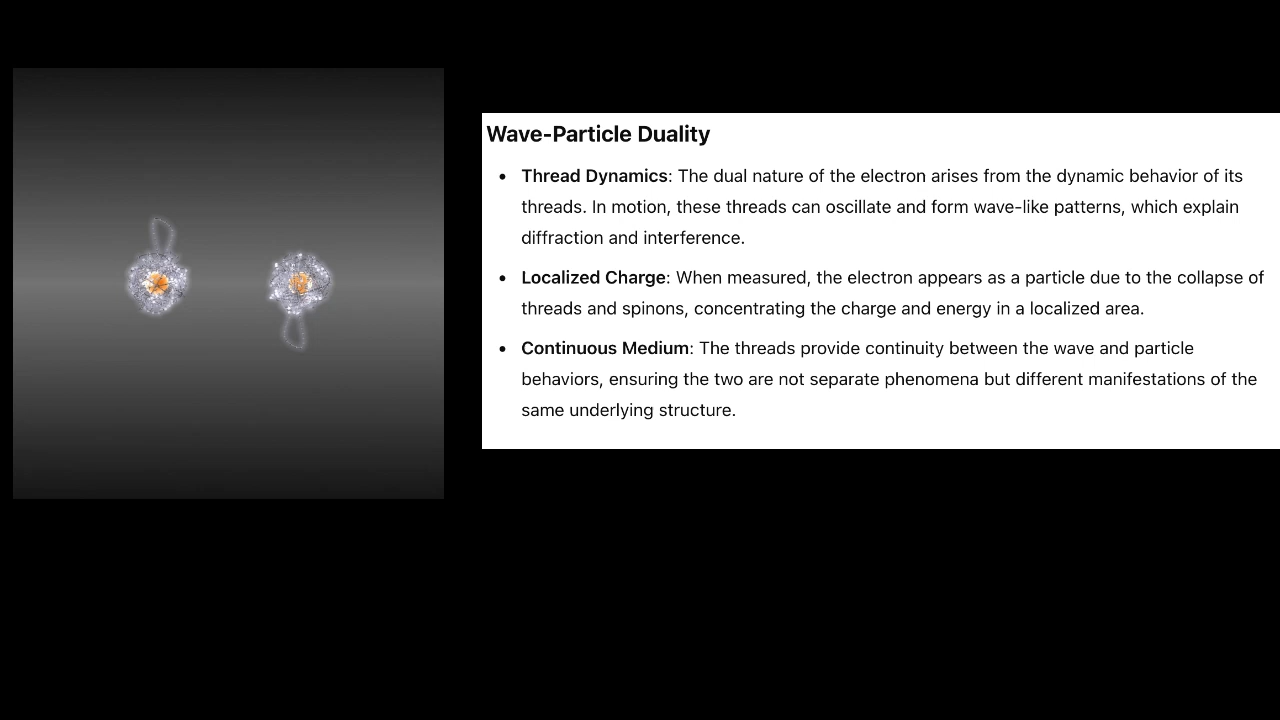 Wave-Particle Duality
• Thread Dynamics: The dual nature of the electron arises from the dynamic behavior of its
threads. In motion, these threads can oscillate and form wave-like patterns, which explain
diffraction and interference.
• Localized Charge: When measured, the electron appears as a particle due to the collapse of
threads and spinons, concentrating the charge and energy in a localized area.
• Continuous Medium: The threads provide continuity between the wave and particle
behaviors, ensuring the two are not separate phenomena but different manifestations of the
same underlying structure.